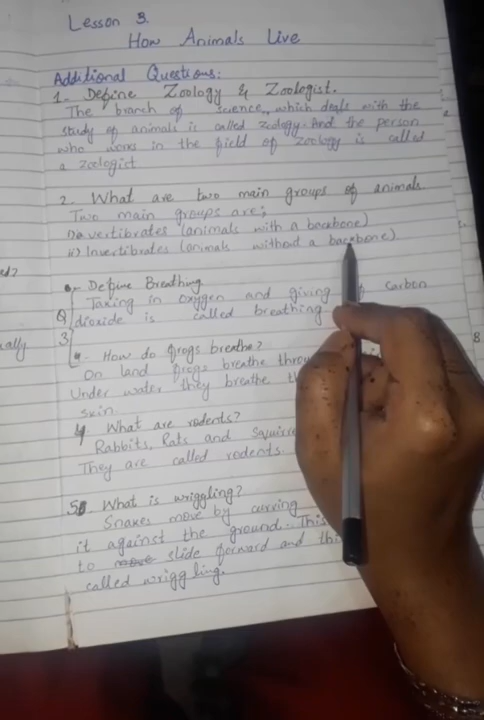 Lesson 3.
How Animals Live
Additional Questions:
1. Define Zoology & Zoologist.
The branch of science, which deals with the
study of animals is called zoology. And the person
who works in the field of zoology is called
a zoologist
2. What are two main groups of animals.
Two main groups are;
i) vertibrates (animals with a backbone)
ii) Invertibrates (animals without a backbone).
Define Breathing
Taking in oxygen and giving carbon
Q dioxide is called breathing
3
How do frogs breathe?
On land frogs breathe
Under water they breathe
skin
4 What are rodents?
Rabbits, Rats and
They are called rodents.
5 What is wriggling?
Snakes move by curving
it against the ground. This
to slide forward and
called wriggling.
ed?
ally
8